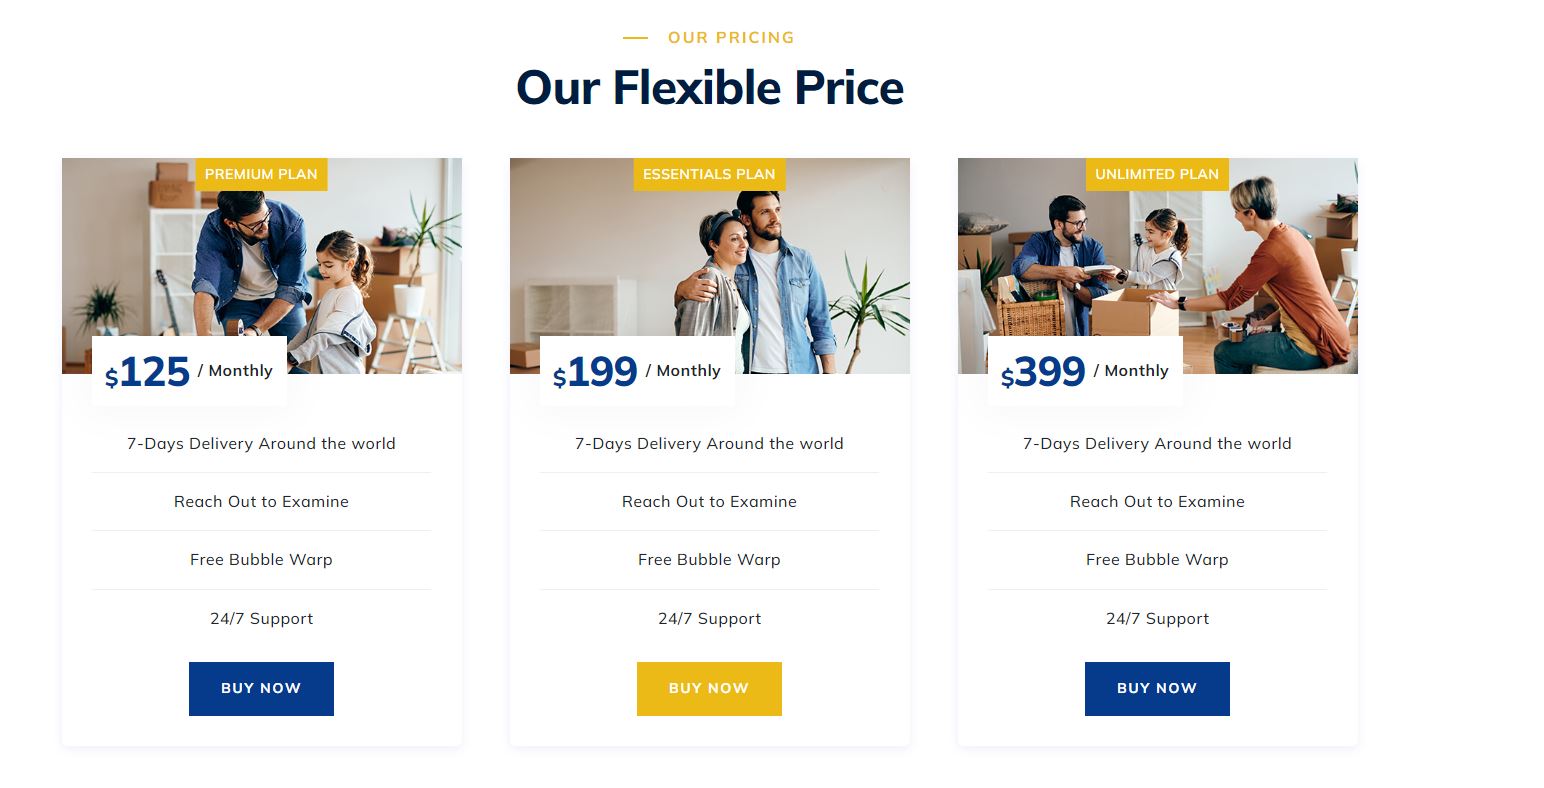 OUR PRICING
Our Flexible Price
PREMIUM PLAN
$125 / Monthly
7-Days Delivery Around the world
Reach Out to Examine
Free Bubble Warp
24/7 Support
BUY NOW
ESSENTIALS PLAN
$199 / Monthly
7-Days Delivery Around the world
Reach Out to Examine
Free Bubble Warp
24/7 Support
BUY NOW
UNLIMITED PLAN
$399 / Monthly
7-Days Delivery Around the world
Reach Out to Examine
Free Bubble Warp
24/7 Support
BUY NOW